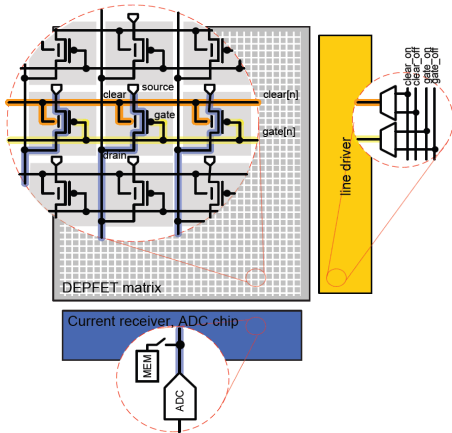 source
clear
clear[n]
gate
gate[n]
drain
DEPFET matrix
line driver
clear_on
clear_off
gate_on
gate_off
Current receiver, ADC chip
MEM
ADC